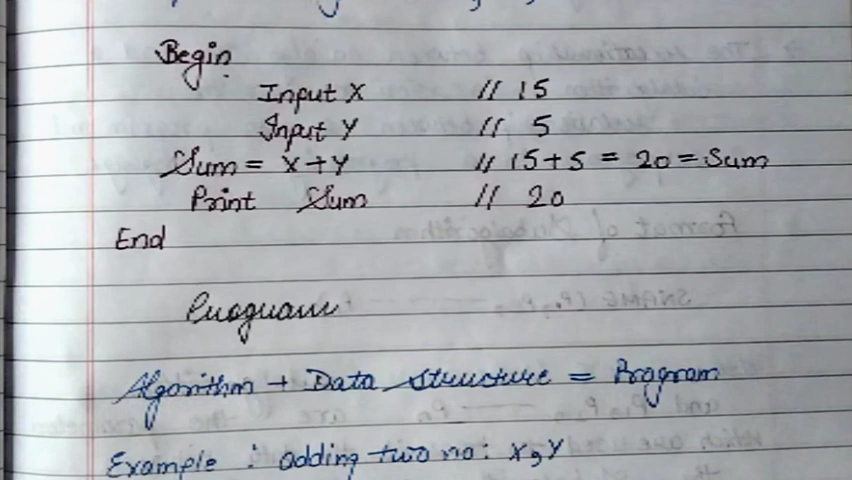 Begin
Input X // 15
Input Y // 5
Sum = X+Y // 15+5 = 20 = Sum
Print Sum // 20
End
Program
Algorithm + Data structure = Program
Example : adding two no: X,Y